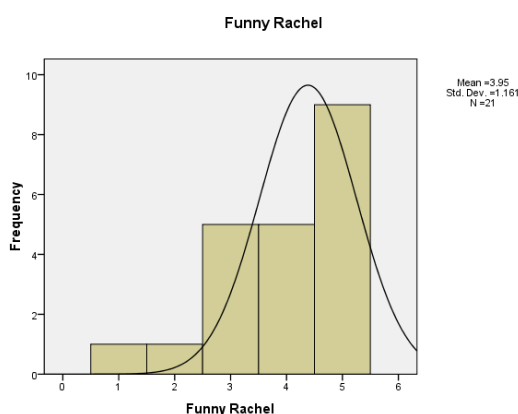 Funny Rachel
Mean =3.95
Std. Dev. =1.161
N =21
10
8
6
4
2
0
Frequency
0 1 2 3 4 5 6
Funny Rachel